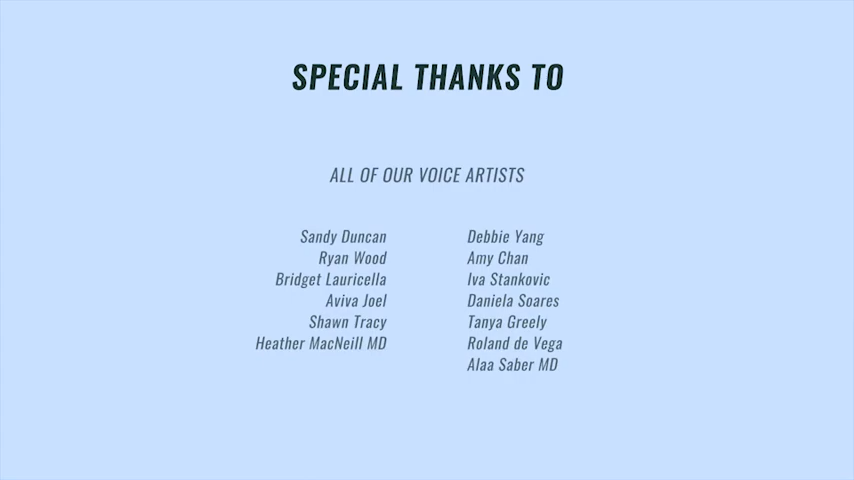 SPECIAL THANKS TO
ALL OF OUR VOICE ARTISTS
Sandy Duncan
Ryan Wood
Bridget Lauricella
Aviva Joel
Shawn Tracy
Heather MacNeill MD
Debbie Yang
Amy Chan
Iva Stankovic
Daniela Soares
Tanya Greely
Roland de Vega
Alaa Saber MD